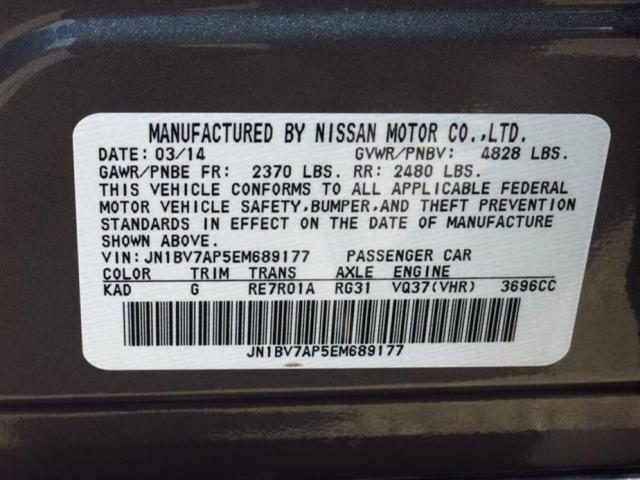 MANUFACTURED BY NISSAN MOTOR CO.,LTD.
DATE: 03/14 GVWR/PNBV: 4828 LBS.
GAWR/PNBE FR: 2370 LBS. RR: 2480 LBS.
THIS VEHICLE CONFORMS TO ALL APPLICABLE FEDERAL
MOTOR VEHICLE SAFETY,BUMPER,AND THEFT PREVENTION
STANDARDS IN EFFECT ON THE DATE OF MANUFACTURE
SHOWN ABOVE.
VIN:JN1BV7AP5EM689177 PASSENGER CAR
COLOR TRIM TRANS AXLE ENGINE
KAD G RE7R01A RG31 VQ37(VHR) 3696CC
JN1BV7AP5EM689177